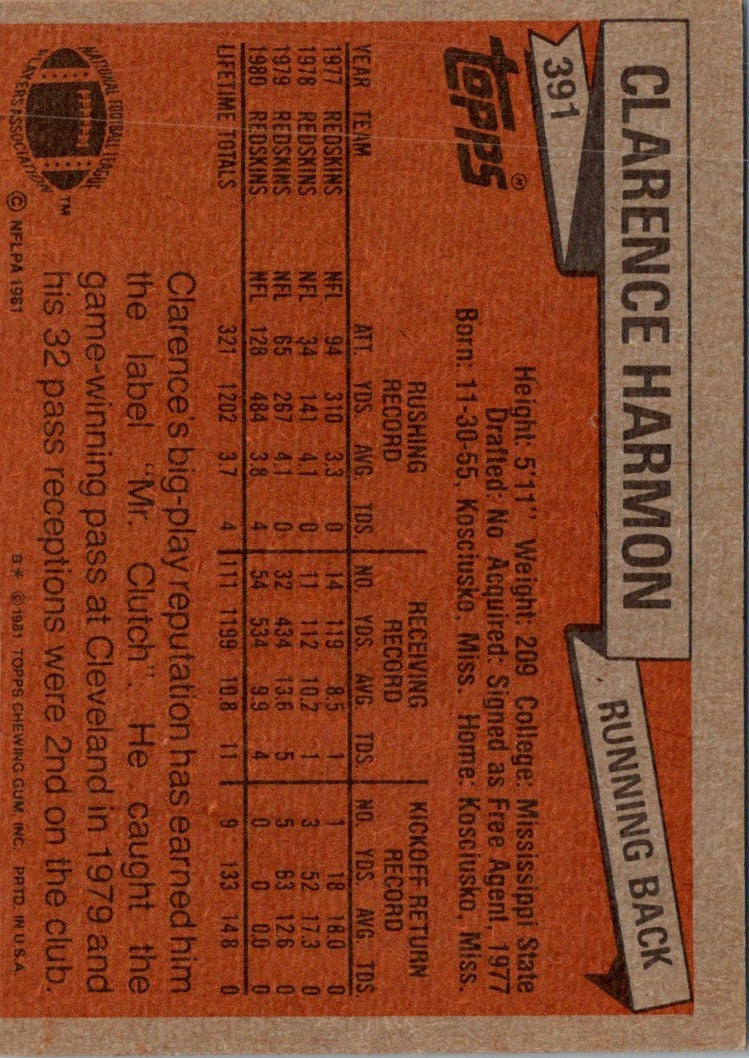 CLARENCE HARMON
RUNNING BACK
391
TOPPS®
Height: 5'11" Weight: 209 College: Mississippi State
Drafted: No Acquired: Signed as Free Agent, 1977
Born: 11-30-55, Kosciusko, Miss. Home: Kosciusko, Miss.
RUSHING RECORD RECEIVING RECORD KICKOFF RETURN RECORD
YEAR TEAM ATT. YDS. AVG. TDS NO. YDS. AVG. TDS. NO. YDS. AVG. TDS.
1977 REDSKINS NFL 94 310 3.3 0 14 119 8.5 1 1 18 18.0 0
1978 REDSKINS NFL 34 141 4.1 0 11 112 10.2 1 3 52 17.3 0
1979 REDSKINS NFL 65 267 4.1 0 32 434 13.6 5 5 63 12.6 0
1980 REDSKINS NFL 128 484 3.8 4 54 534 9.9 4 0 0 0.0 0
LIFETIME TOTALS 321 1202 3.7 4 111 1199 10.8 11 9 133 14.8 0
Clarence's big-play reputation has earned him
the label "Mr. Clutch". He caught the
game-winning pass at Cleveland in 1979 and
his 32 pass receptions were 2nd on the club.
NATIONAL FOOTBALL LEAGUE
PLAYERS ASSOCIATION
TM
© NFLPA 1981
B* © 1981 TOPPS CHEWING GUM, INC. PRTD. IN U.S.A.